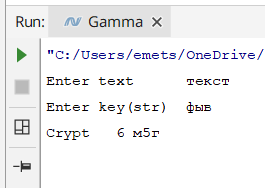 Run: Gamma
"C:/Users/emets/OneDrive/
Enter text текст
Enter key(str) фыв
Crypt 6 м5г